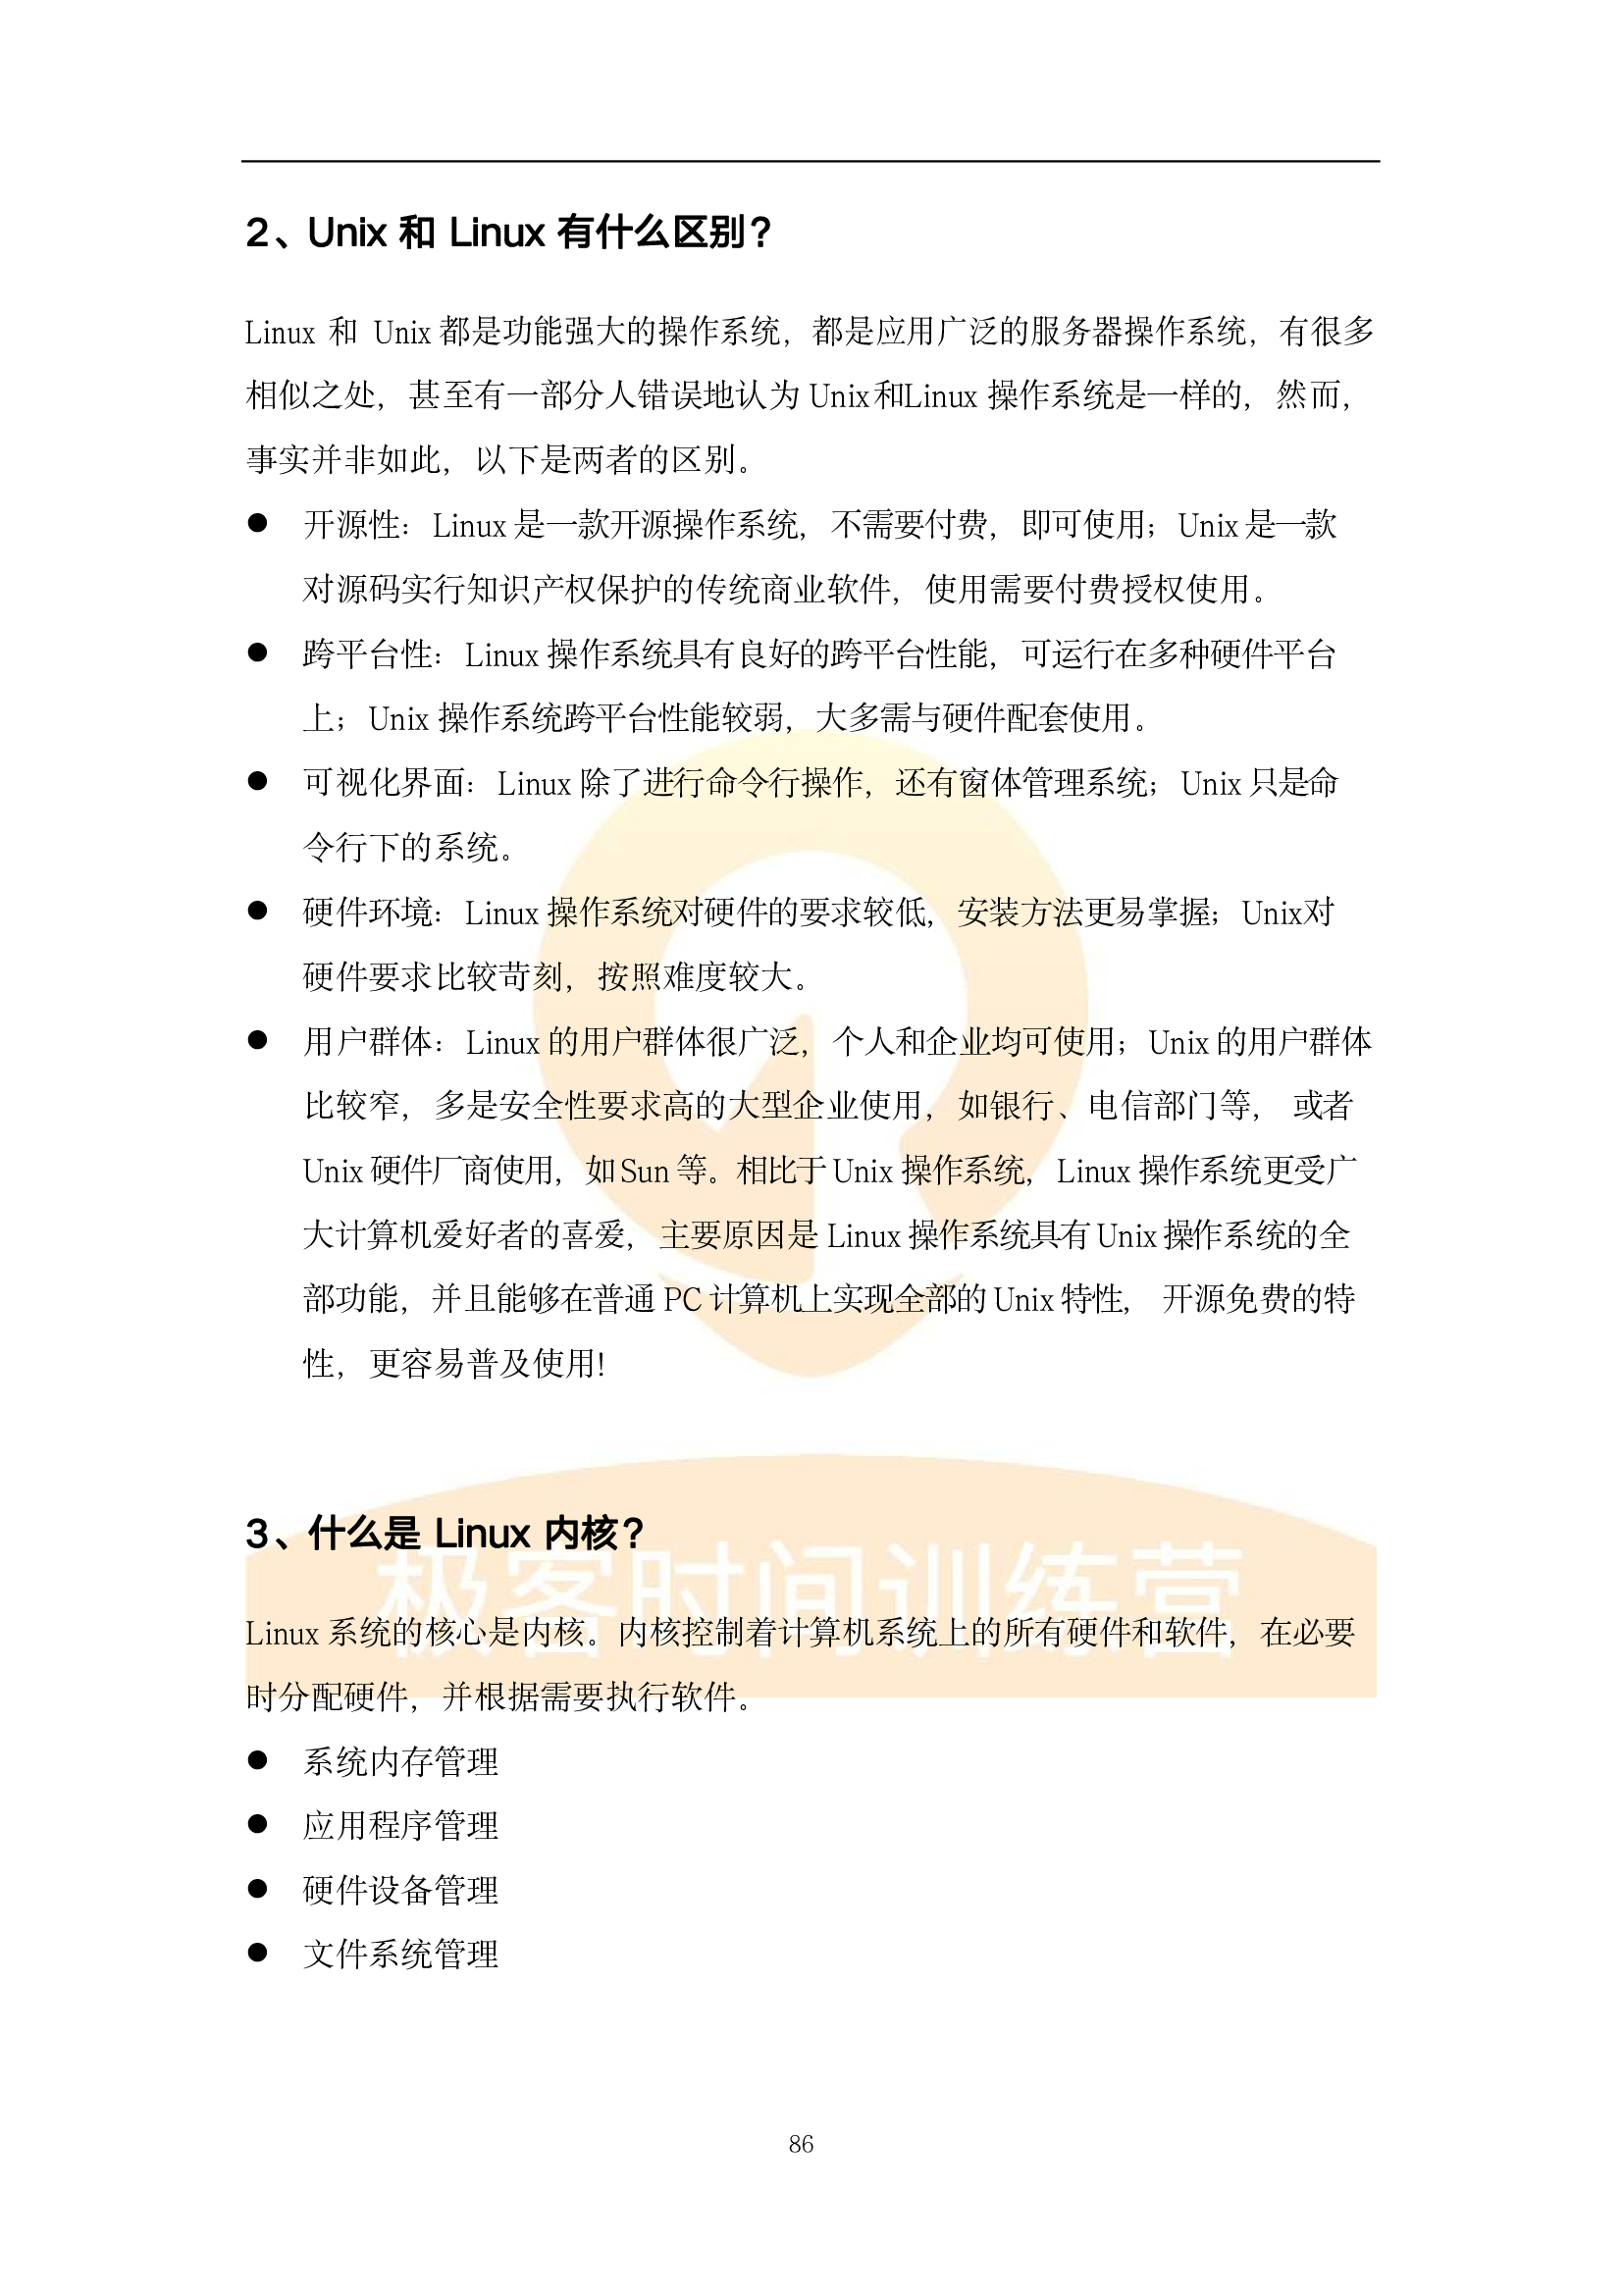 2、Unix 和 Linux 有什么区别？
Linux 和 Unix 都是功能强大的操作系统，都是应用广泛的服务器操作系统，有很多
相似之处，甚至有一部分人错误地认为 Unix和Linux 操作系统是一样的，然而，
事实并非如此，以下是两者的区别。
● 开源性：Linux 是一款开源操作系统，不需要付费，即可使用；Unix 是一款
对源码实行知识产权保护的传统商业软件，使用需要付费授权使用。
● 跨平台性：Linux 操作系统具有良好的跨平台性能，可运行在多种硬件平台
上；Unix 操作系统跨平台性能较弱，大多需与硬件配套使用。
● 可视化界面：Linux 除了进行命令行操作，还有窗体管理系统；Unix 只是命
令行下的系统。
● 硬件环境：Linux 操作系统对硬件的要求较低，安装方法更易掌握；Unix对
硬件要求比较苛刻，按照难度较大。
● 用户群体：Linux 的用户群体很广泛，个人和企业均可使用；Unix 的用户群体
比较窄，多是安全性要求高的大型企业使用，如银行、电信部门等，或者
Unix 硬件厂商使用，如 Sun 等。相比于 Unix 操作系统，Linux 操作系统更受广
大计算机爱好者的喜爱，主要原因是 Linux 操作系统具有 Unix 操作系统的全
部功能，并且能够在普通 PC 计算机上实现全部的 Unix 特性，开源免费的特
性，更容易普及使用!
3、什么是 Linux 内核？
极客时间训练营
Linux 系统的核心是内核。内核控制着计算机系统上的所有硬件和软件，在必要
时分配硬件，并根据需要执行软件。
● 系统内存管理
● 应用程序管理
● 硬件设备管理
● 文件系统管理
86